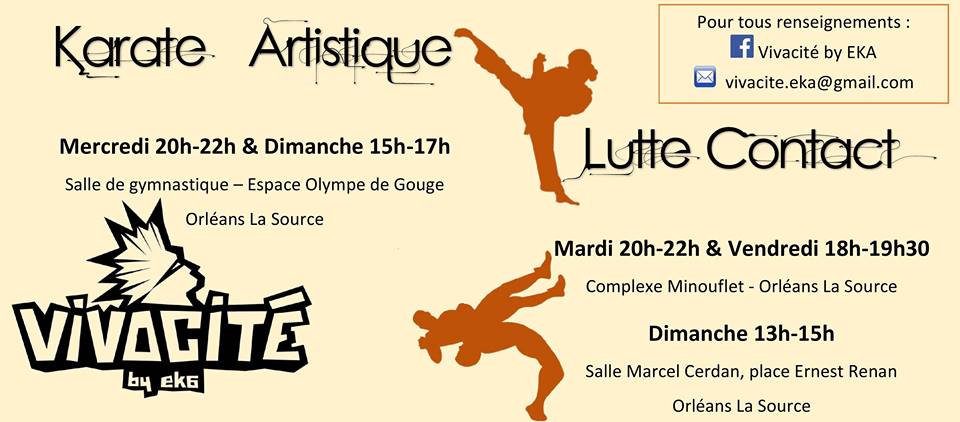 Karate Artistique
Mercredi 20h-22h & Dimanche 15h-17h
Salle de gymnastique – Espace Olympe de Gouge
Orléans La Source
VIVACITÉ
by eka
Pour tous renseignements :
Vivacité by EKA
vivacite.eka@gmail.com
Lutte Contact
Mardi 20h-22h & Vendredi 18h-19h30
Complexe Minouflet - Orléans La Source
Dimanche 13h-15h
Salle Marcel Cerdan, place Ernest Renan
Orléans La Source